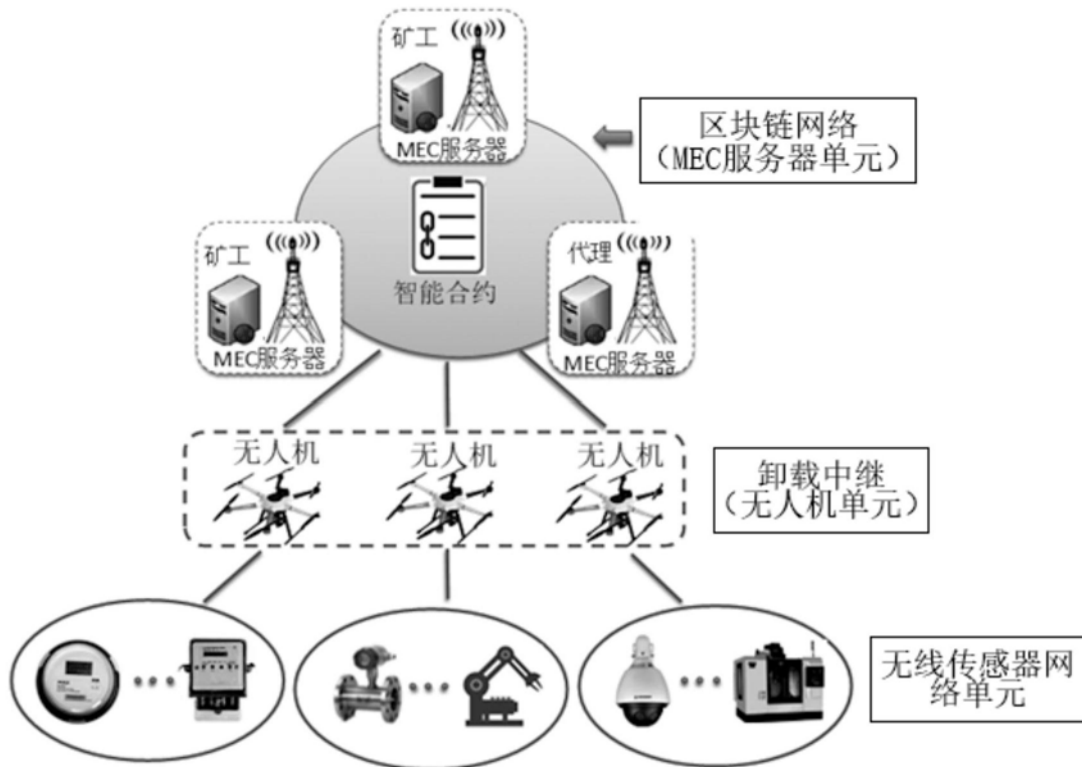 矿工
MEC服务器
区块链网络
（MEC服务器单元）
智能合约
矿工
MEC服务器
代理
MEC服务器
无人机
无人机
无人机
卸载中继
（无人机单元）
无线传感器网
络单元